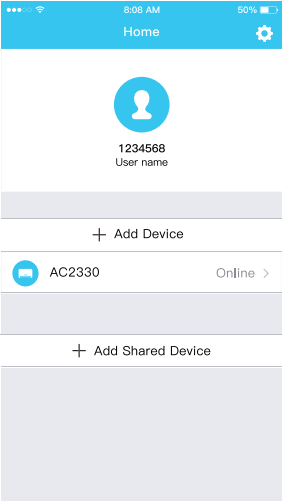 8:08 AM 50%
Home
1234568
User name
+ Add Device
AC2330 Online >
+ Add Shared Device